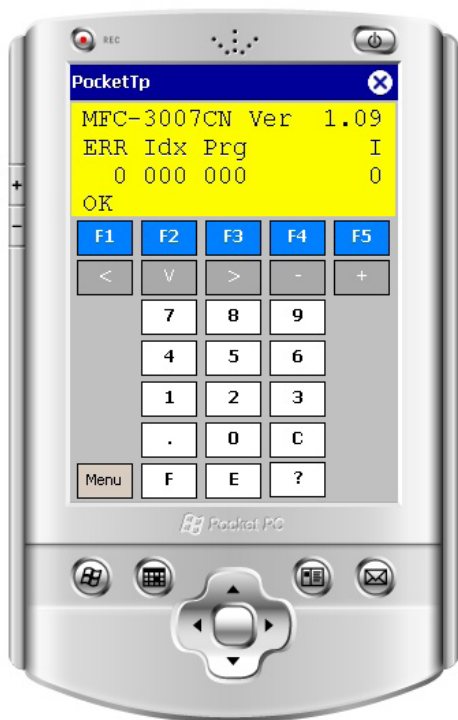 REC
PocketTp
MFC-3007CN Ver 1.09
ERR Idx Prg I
0 000 000 0
OK
F1 F2 F3 F4 F5
< V > - +
7 8 9
4 5 6
1 2 3
. 0 C
Menu F E ?
Pocket PC
+
-